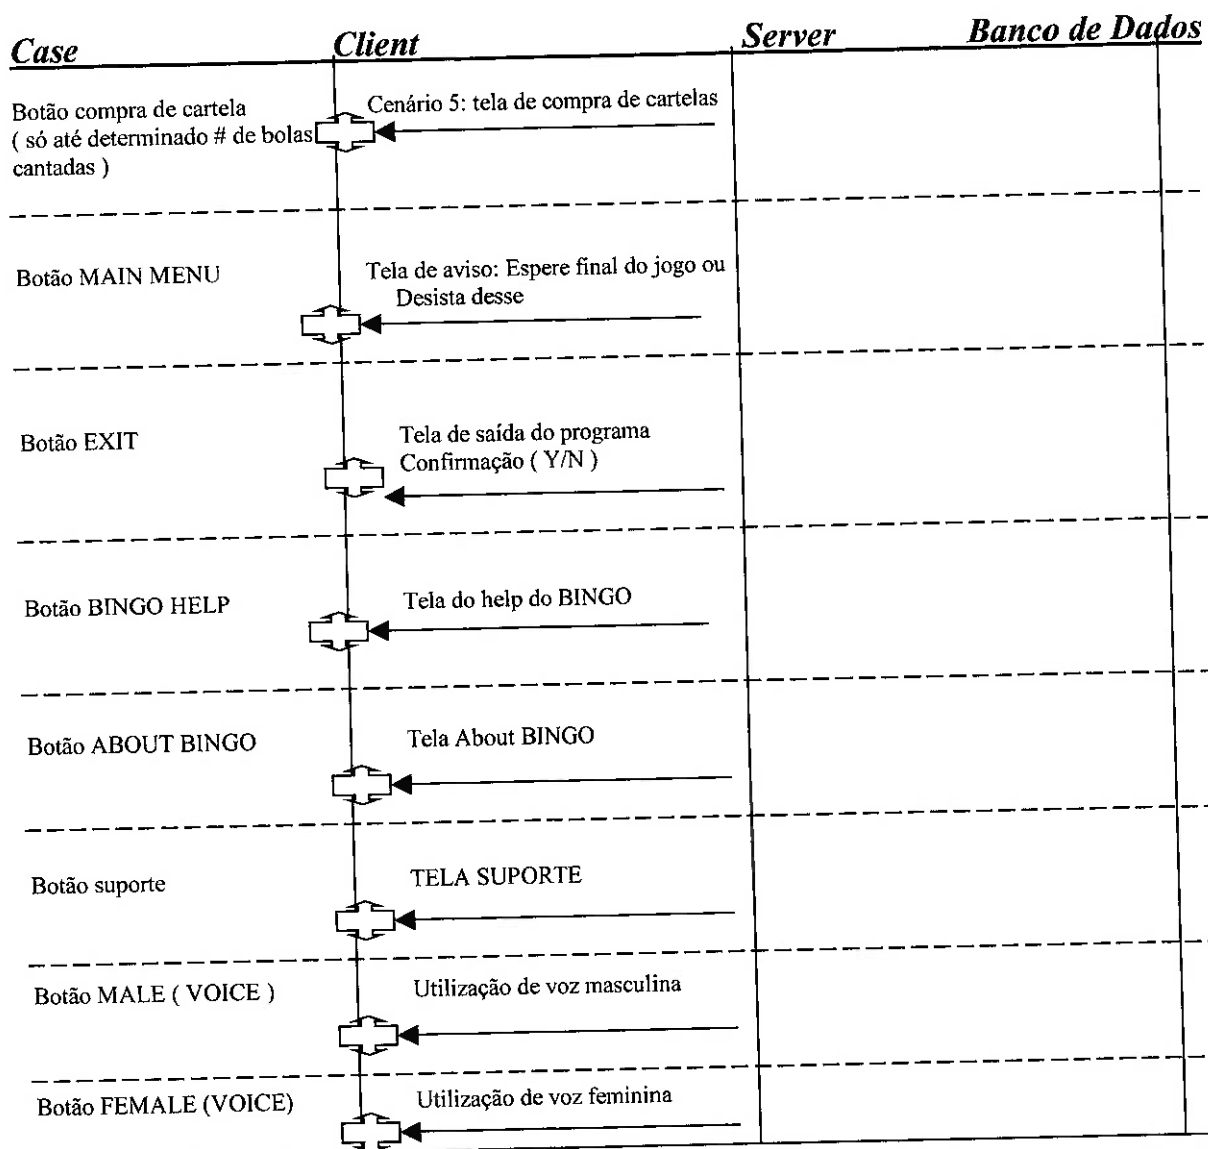 Case Client Server Banco de Dados
Botão compra de cartela
( só até determinado # de bolas
cantadas )
Cenário 5: tela de compra de cartelas
Botão MAIN MENU
Tela de aviso: Espere final do jogo ou
Desista desse
Botão EXIT
Tela de saída do programa
Confirmação ( Y/N )
Botão BINGO HELP
Tela do help do BINGO
Botão ABOUT BINGO
Tela About BINGO
Botão suporte
TELA SUPORTE
Botão MALE ( VOICE )
Utilização de voz masculina
Botão FEMALE (VOICE)
Utilização de voz feminina